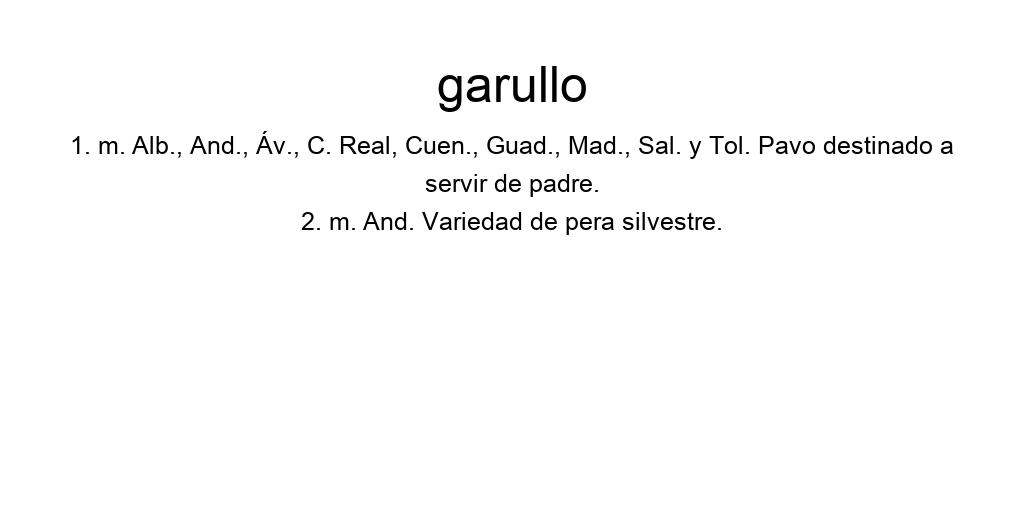 garullo
1. m. Alb., And., Áv., C. Real, Cuen., Guad., Mad., Sal. y Tol. Pavo destinado a
servir de padre.
2. m. And. Variedad de pera silvestre.